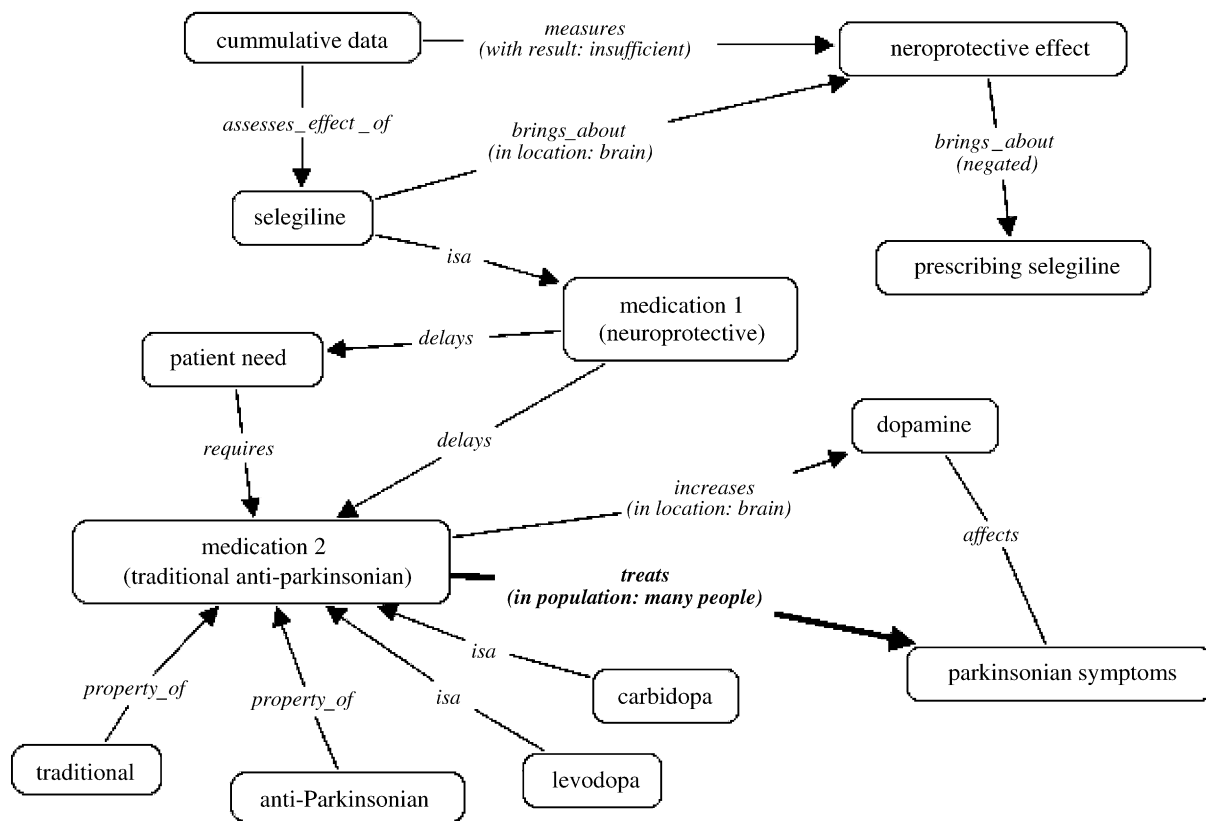 cummulative data
measures
(with result: insufficient)
neroprotective effect
assesses_effect_of
brings_about
(in location: brain)
brings_about
(negated)
selegiline
isa
prescribing selegiline
medication 1
(neuroprotective)
delays
patient need
requires
delays
dopamine
increases
(in location: brain)
affects
medication 2
(traditional anti-parkinsonian)
treats
(in population: many people)
isa
parkinsonian symptoms
property_of
property_of
isa
carbidopa
traditional
anti-Parkinsonian
levodopa